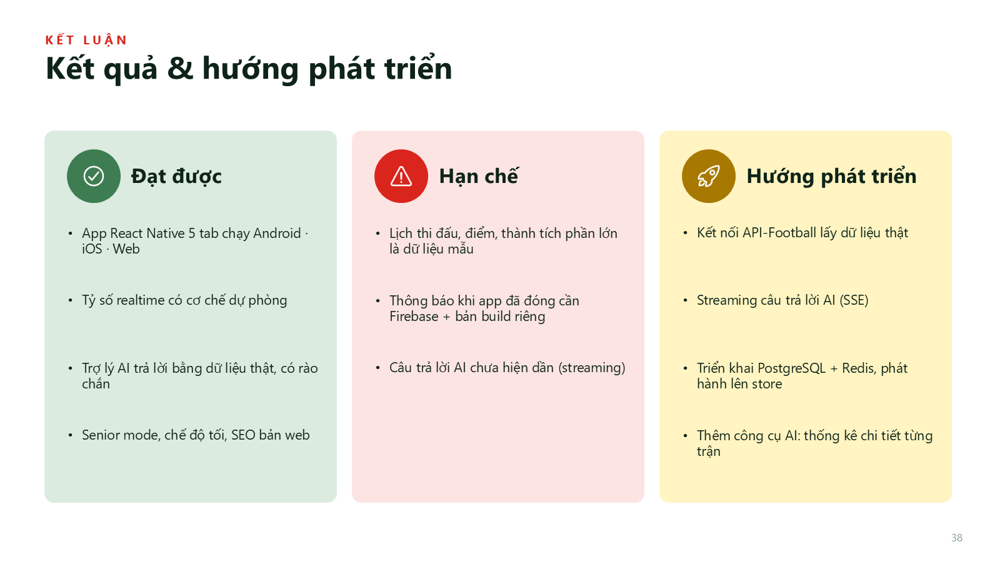 KẾT LUẬN
Kết quả & hướng phát triển
Đạt được
• App React Native 5 tab chạy Android ·
iOS · Web
• Tỷ số realtime có cơ chế dự phòng
• Trợ lý AI trả lời bằng dữ liệu thật, có rào
chắn
• Senior mode, chế độ tối, SEO bản web
Hạn chế
• Lịch thi đấu, điểm, thành tích phần lớn
là dữ liệu mẫu
• Thông báo khi app đã đóng cần
Firebase + bản build riêng
• Câu trả lời AI chưa hiện dần (streaming)
Hướng phát triển
• Kết nối API-Football lấy dữ liệu thật
• Streaming câu trả lời AI (SSE)
• Triển khai PostgreSQL + Redis, phát
hành lên store
• Thêm công cụ AI: thống kê chi tiết từng
trận
38